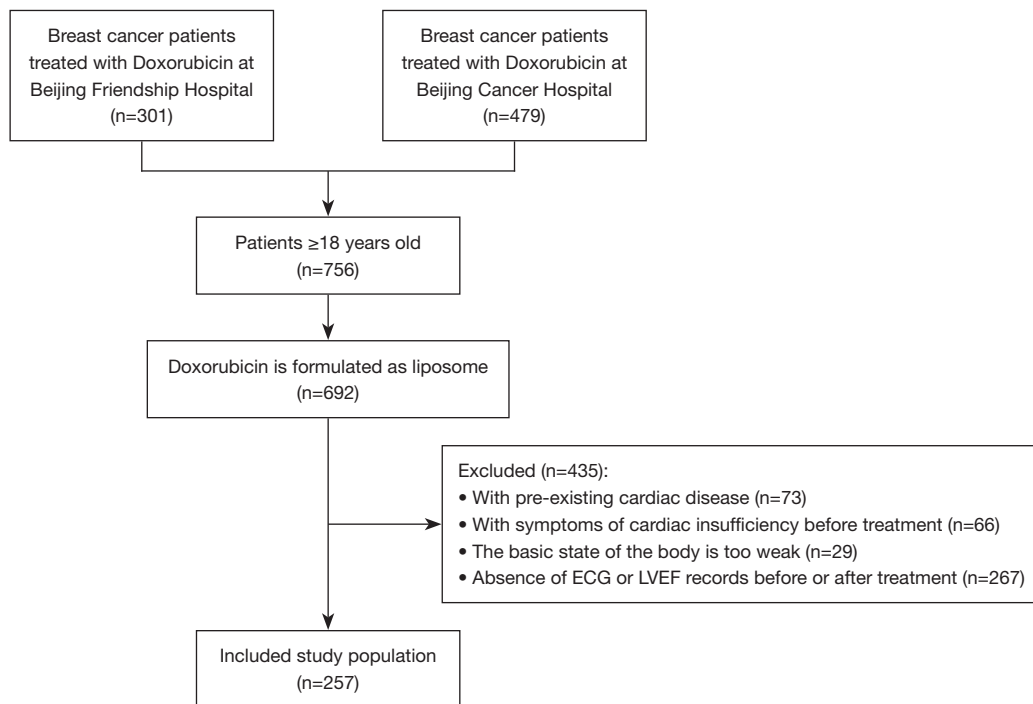 Breast cancer patients
treated with Doxorubicin at
Beijing Friendship Hospital
(n=301)
Breast cancer patients
treated with Doxorubicin at
Beijing Cancer Hospital
(n=479)
Patients ≥18 years old
(n=756)
Doxorubicin is formulated as liposome
(n=692)
Excluded (n=435):
• With pre-existing cardiac disease (n=73)
• With symptoms of cardiac insufficiency before treatment (n=66)
• The basic state of the body is too weak (n=29)
• Absence of ECG or LVEF records before or after treatment (n=267)
Included study population
(n=257)